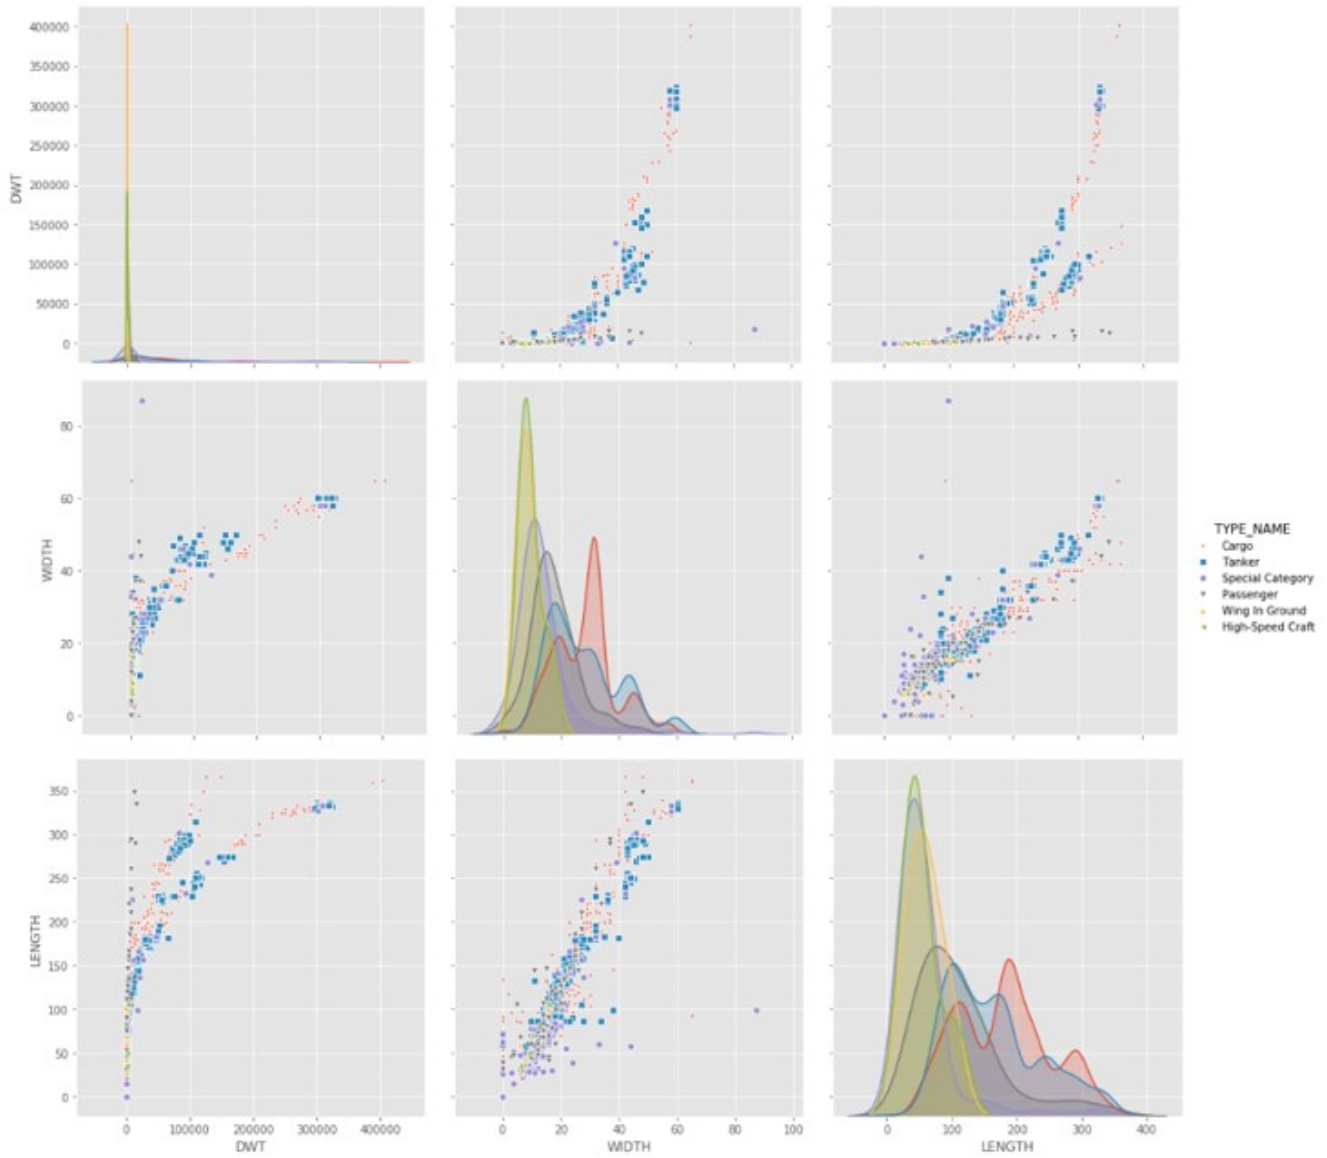 400000
350000
300000
250000
200000
150000
100000
50000
0
DWT
80
60
40
20
0
WIDTH
TYPE_NAME
Cargo
Tanker
Special Category
Passenger
Wing In Ground
High-Speed Craft
350
300
250
200
150
100
50
0
LENGTH
0 100000 200000 300000 400000
DWT
0 20 40 60 80 100
WIDTH
0 100 200 300 400
LENGTH